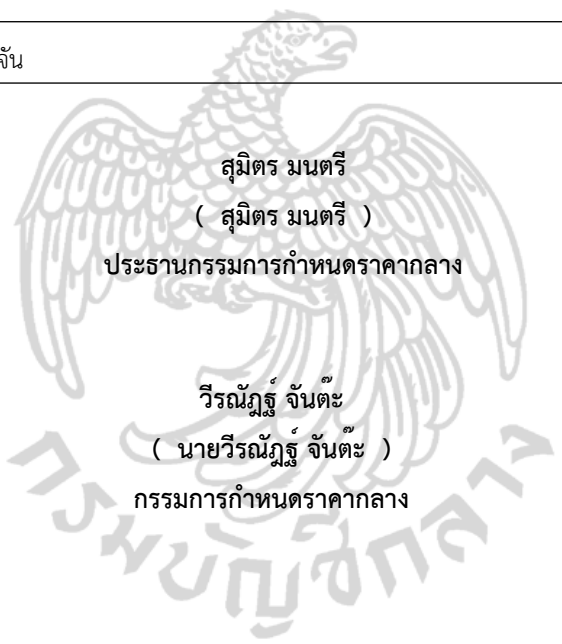 จัน
สุมิตร มนตรี
( สุมิตร มนตรี )
ประธานกรรมการกำหนดราคากลาง
วีรณัฎฐ์ จันต๊ะ
( นายวีรณัฎฐ์ จันต๊ะ )
กรรมการกำหนดราคากลาง
กรมบัญชีกลาง